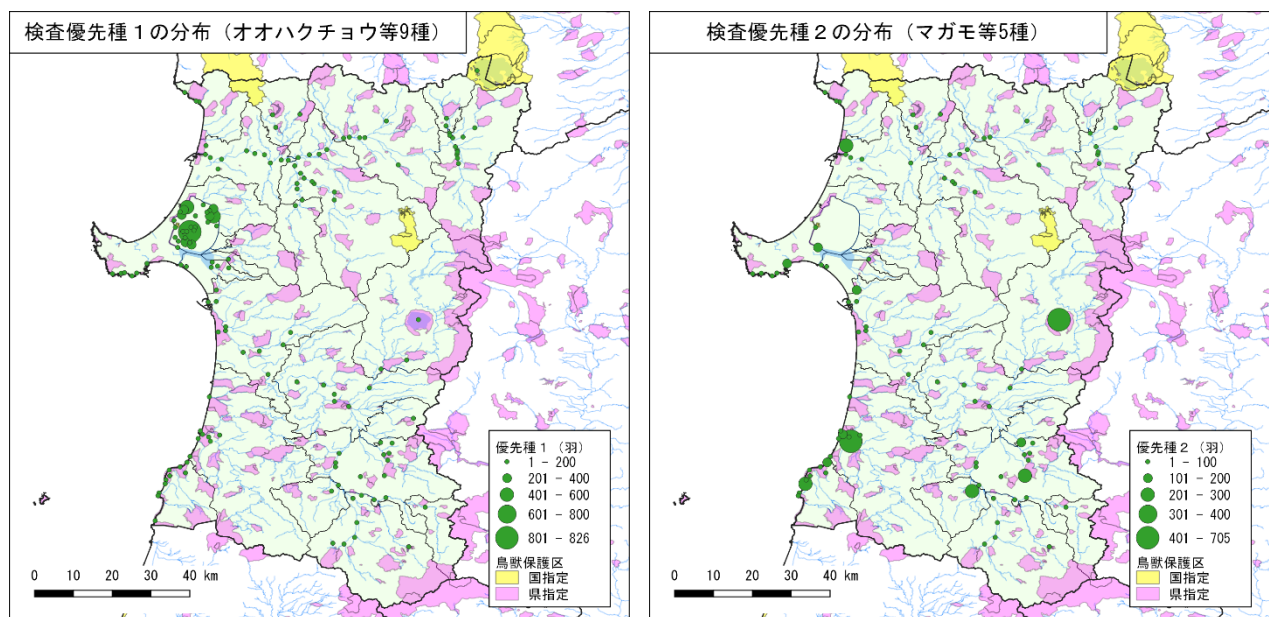 検査優先種１の分布（オオハクチョウ等9種）
優先種１（羽）
1 - 200
201 - 400
401 - 600
601 - 800
801 - 826
鳥獣保護区
国指定
県指定
0 10 20 30 40 km
検査優先種２の分布（マガモ等5種）
優先種２（羽）
1 - 100
101 - 200
201 - 300
301 - 400
401 - 705
鳥獣保護区
国指定
県指定
0 10 20 30 40 km